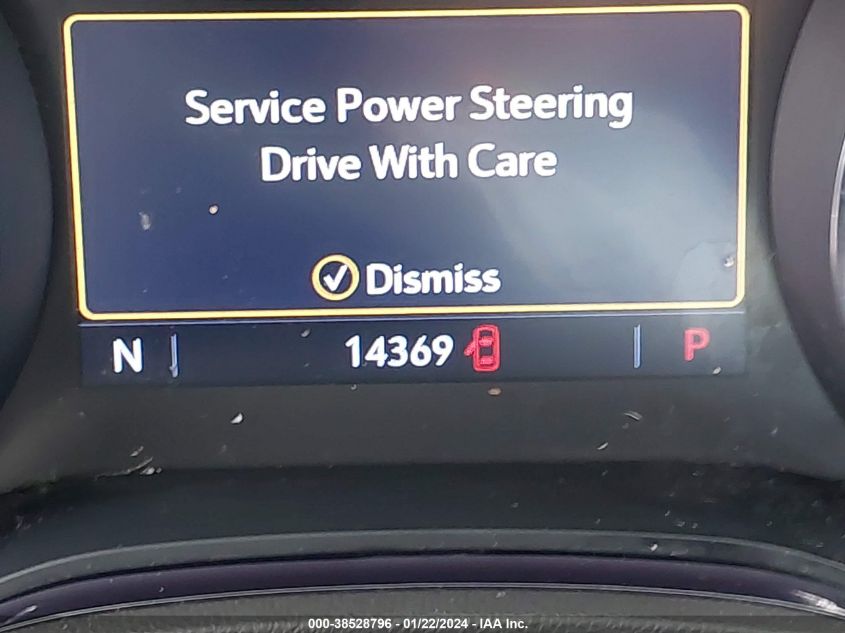 Service Power Steering
Drive With Care
Dismiss
N 14369 P
000-38528796 - 01/22/2024 - IAA Inc.